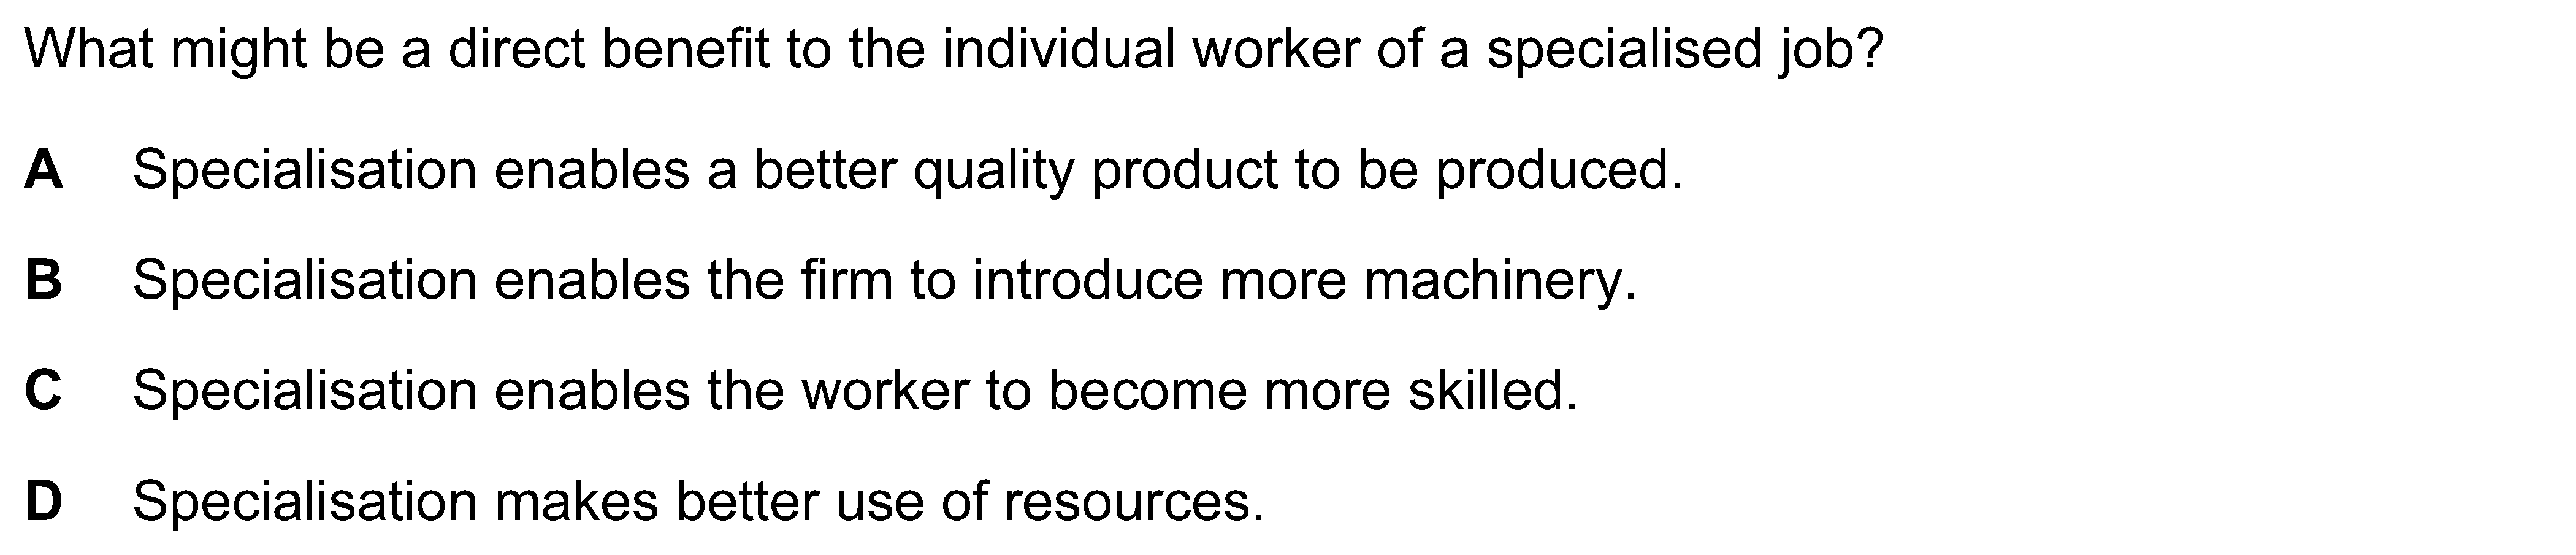 What might be a direct benefit to the individual worker of a specialised job?
A Specialisation enables a better quality product to be produced.
B Specialisation enables the firm to introduce more machinery.
C Specialisation enables the worker to become more skilled.
D Specialisation makes better use of resources.